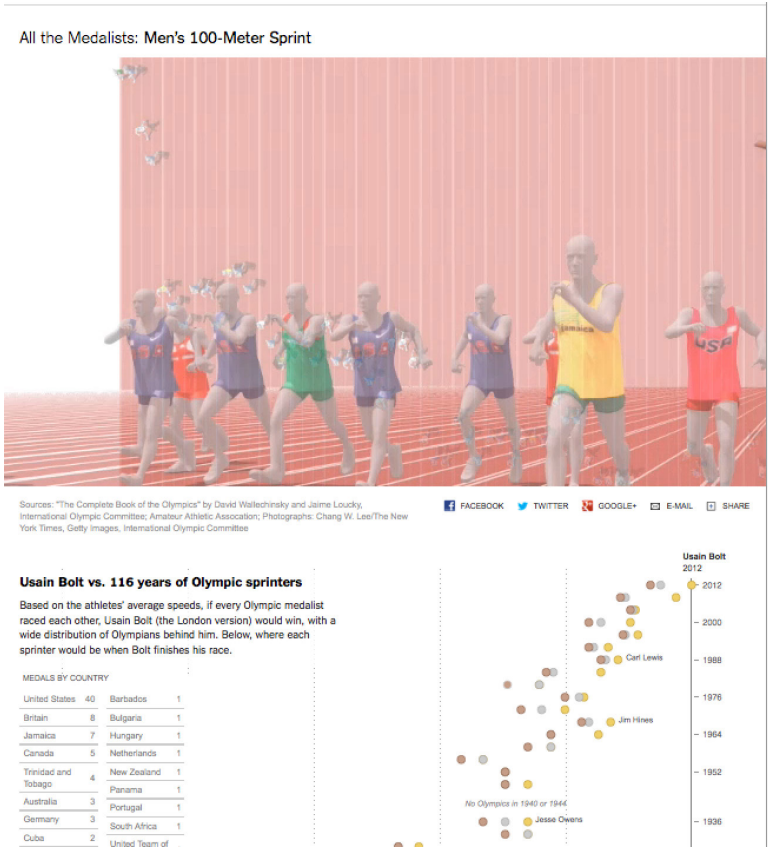 All the Medalists: Men's 100-Meter Sprint
Jamaica
USA
Sources: "The Complete Book of the Olympics" by David Wallechinsky and Jaime Loucky,
International Olympic Committee; Amateur Athletic Assocation; Photographs: Chang W. Lee/The New
York Times, Getty Images, International Olympic Committee
FACEBOOK TWITTER GOOGLE+ E-MAIL SHARE
Usain Bolt
2012
Usain Bolt vs. 116 years of Olympic sprinters
Based on the athletes' average speeds, if every Olympic medalist
raced each other, Usain Bolt (the London version) would win, with a
wide distribution of Olympians behind him. Below, where each
sprinter would be when Bolt finishes his race.
MEDALS BY COUNTRY
United States 40
Britain 8
Jamaica 7
Canada 5
Trinidad and
Tobago 4
Australia 3
Germany 3
Cuba 2
Barbados 1
Bulgaria 1
Hungary 1
Netherlands 1
New Zealand 1
Panama 1
Portugal 1
South Africa 1
United Team of
2012
2000
Carl Lewis 1988
1976
Jim Hines
1964
1952
No Olympics in 1940 or 1944
Jesse Owens 1936